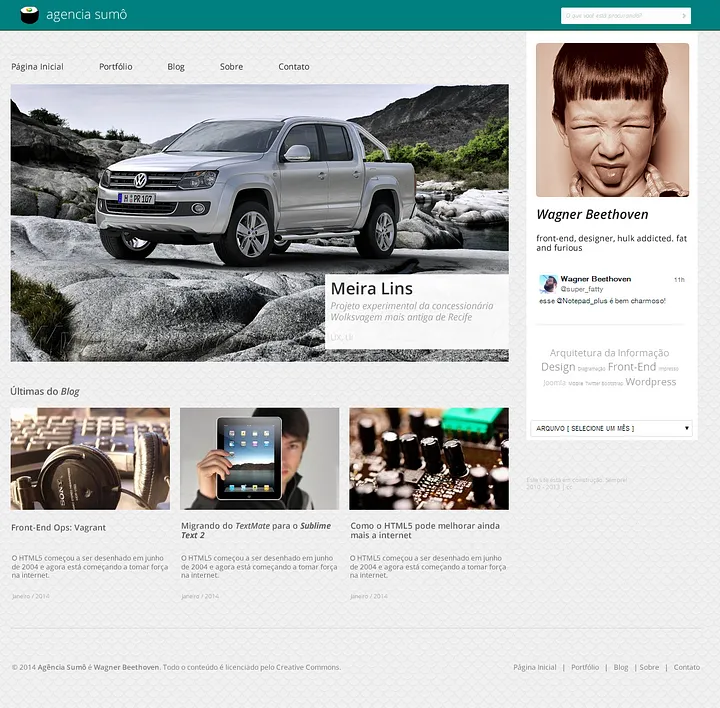 agencia sumô
O que você está procurando?
Página Inicial Portfólio Blog Sobre Contato
H PR 107
Meira Lins
Projeto experimental da concessionária
Wolksvagem mais antiga de Recife
UX, UI
Wagner Beethoven
front-end, designer, hulk addicted. fat
and furious
Wagner Beethoven 11h
@super_fatty
esse @Notepad_plus é bem charmoso!
Arquitetura da Informação
Design Diagramação Front-End Impresso
Joomla Mobile Twitter Bootstrap Wordpress
ARQUIVO [ SELECIONE UM MÊS ]
Este site está em construção. Sempre!
2010 - 2013 | cc
Últimas do Blog
SONY
Front-End Ops: Vagrant
O HTML5 começou a ser desenhado em junho
de 2004 e agora está começando a tomar força
na internet.
Janeiro / 2014
Migrando do TextMate para o Sublime
Text 2
O HTML5 começou a ser desenhado em junho
de 2004 e agora está começando a tomar força
na internet.
Janeiro / 2014
Como o HTML5 pode melhorar ainda
mais a internet
O HTML5 começou a ser desenhado em junho
de 2004 e agora está começando a tomar força
na internet.
Janeiro / 2014
© 2014 Agência Sumô é Wagner Beethoven. Todo o conteúdo é licenciado pelo Creative Commons.
Página Inicial | Portfólio | Blog | Sobre | Contato